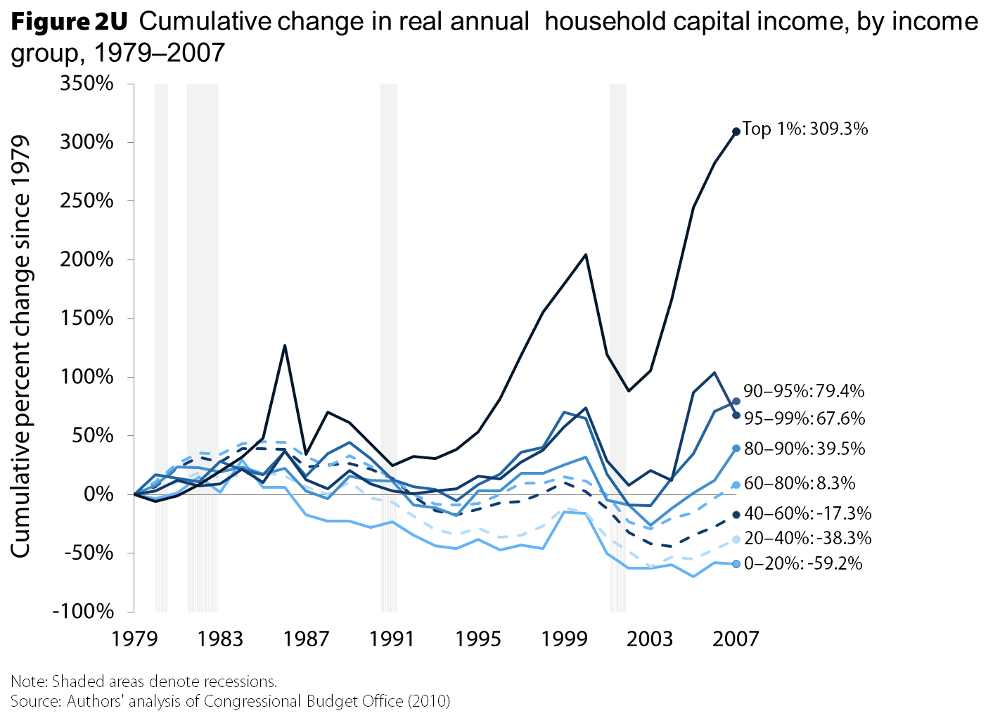 Figure 2U Cumulative change in real annual household capital income, by income
group, 1979–2007
Cumulative percent change since 1979
350%
300%
250%
200%
150%
100%
50%
0%
-50%
-100%
Top 1%: 309.3%
90–95%: 79.4%
95–99%: 67.6%
80–90%: 39.5%
60–80%: 8.3%
40–60%: -17.3%
20–40%: -38.3%
0–20%: -59.2%
1979 1983 1987 1991 1995 1999 2003 2007
Note: Shaded areas denote recessions.
Source: Authors' analysis of Congressional Budget Office (2010)